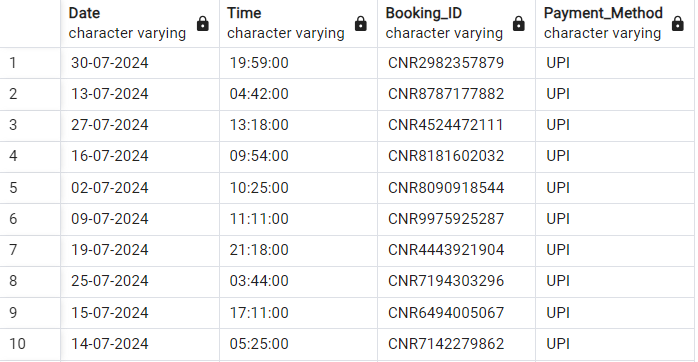 Date Time Booking_ID Payment_Method
character varying character varying character varying character varying
1 30-07-2024 19:59:00 CNR2982357879 UPI
2 13-07-2024 04:42:00 CNR8787177882 UPI
3 27-07-2024 13:18:00 CNR4524472111 UPI
4 16-07-2024 09:54:00 CNR8181602032 UPI
5 02-07-2024 10:25:00 CNR8090918544 UPI
6 09-07-2024 11:11:00 CNR9975925287 UPI
7 19-07-2024 21:18:00 CNR4443921904 UPI
8 25-07-2024 03:44:00 CNR7194303296 UPI
9 15-07-2024 17:11:00 CNR6494005067 UPI
10 14-07-2024 05:25:00 CNR7142279862 UPI